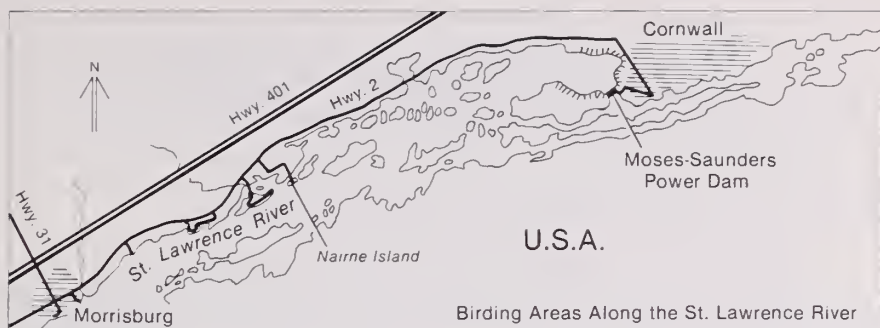 Cornwall
N
Hwy. 401
Hwy. 2
Moses-Saunders
Power Dam
Hwy. 31
St. Lawrence River
Nairne Island
U.S.A.
Morrisburg
Birding Areas Along the St. Lawrence River